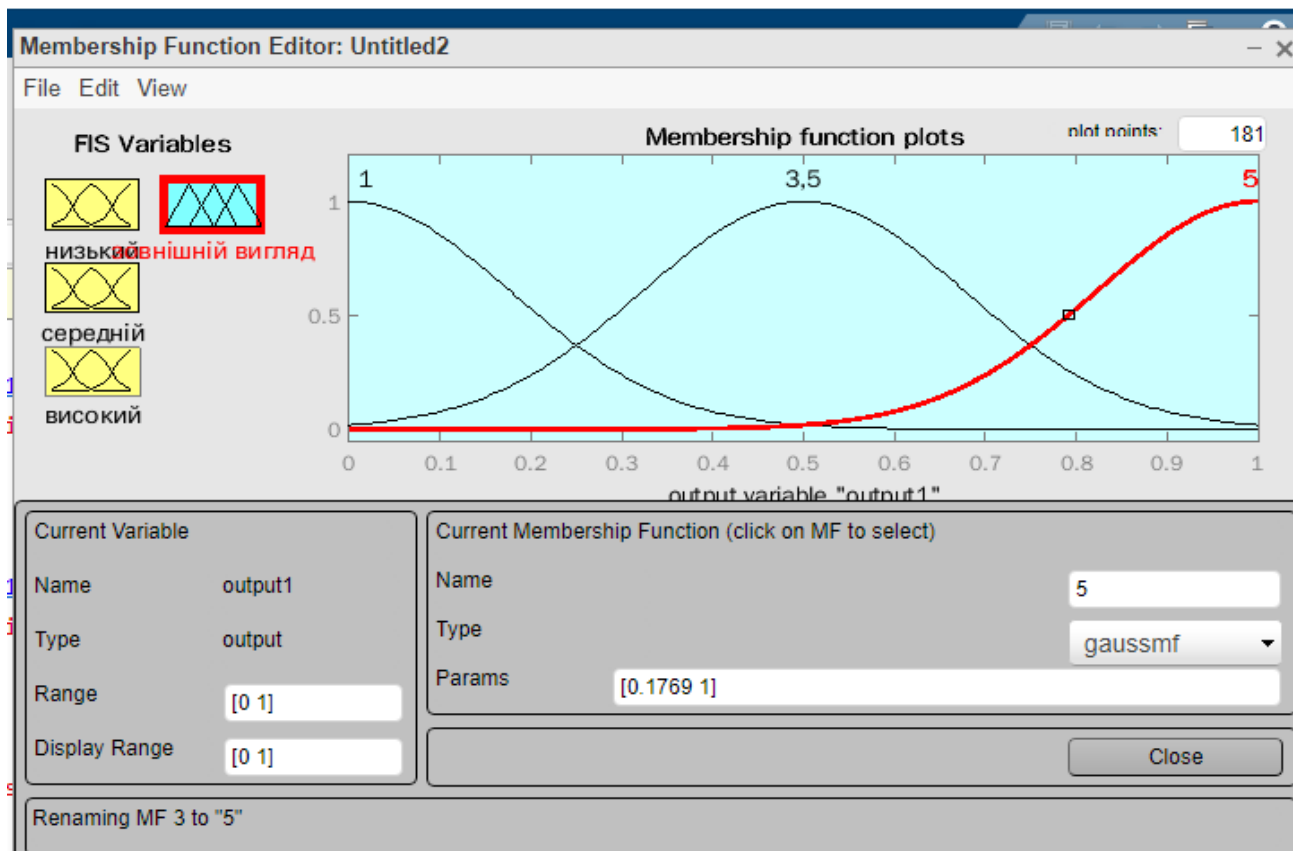 Membership Function Editor: Untitled2
File Edit View
FIS Variables
Membership function plots
plot points:
181
низький
зовнішній вигляд
середній
високий
1
3,5
5
1
0.5
0
0 0.1 0.2 0.3 0.4 0.5 0.6 0.7 0.8 0.9 1
output variable "output1"
Current Variable
Name output1
Type output
Range [0 1]
Display Range [0 1]
Current Membership Function (click on MF to select)
Name 5
Type gaussmf
Params [0.1769 1]
Close
Renaming MF 3 to "5"